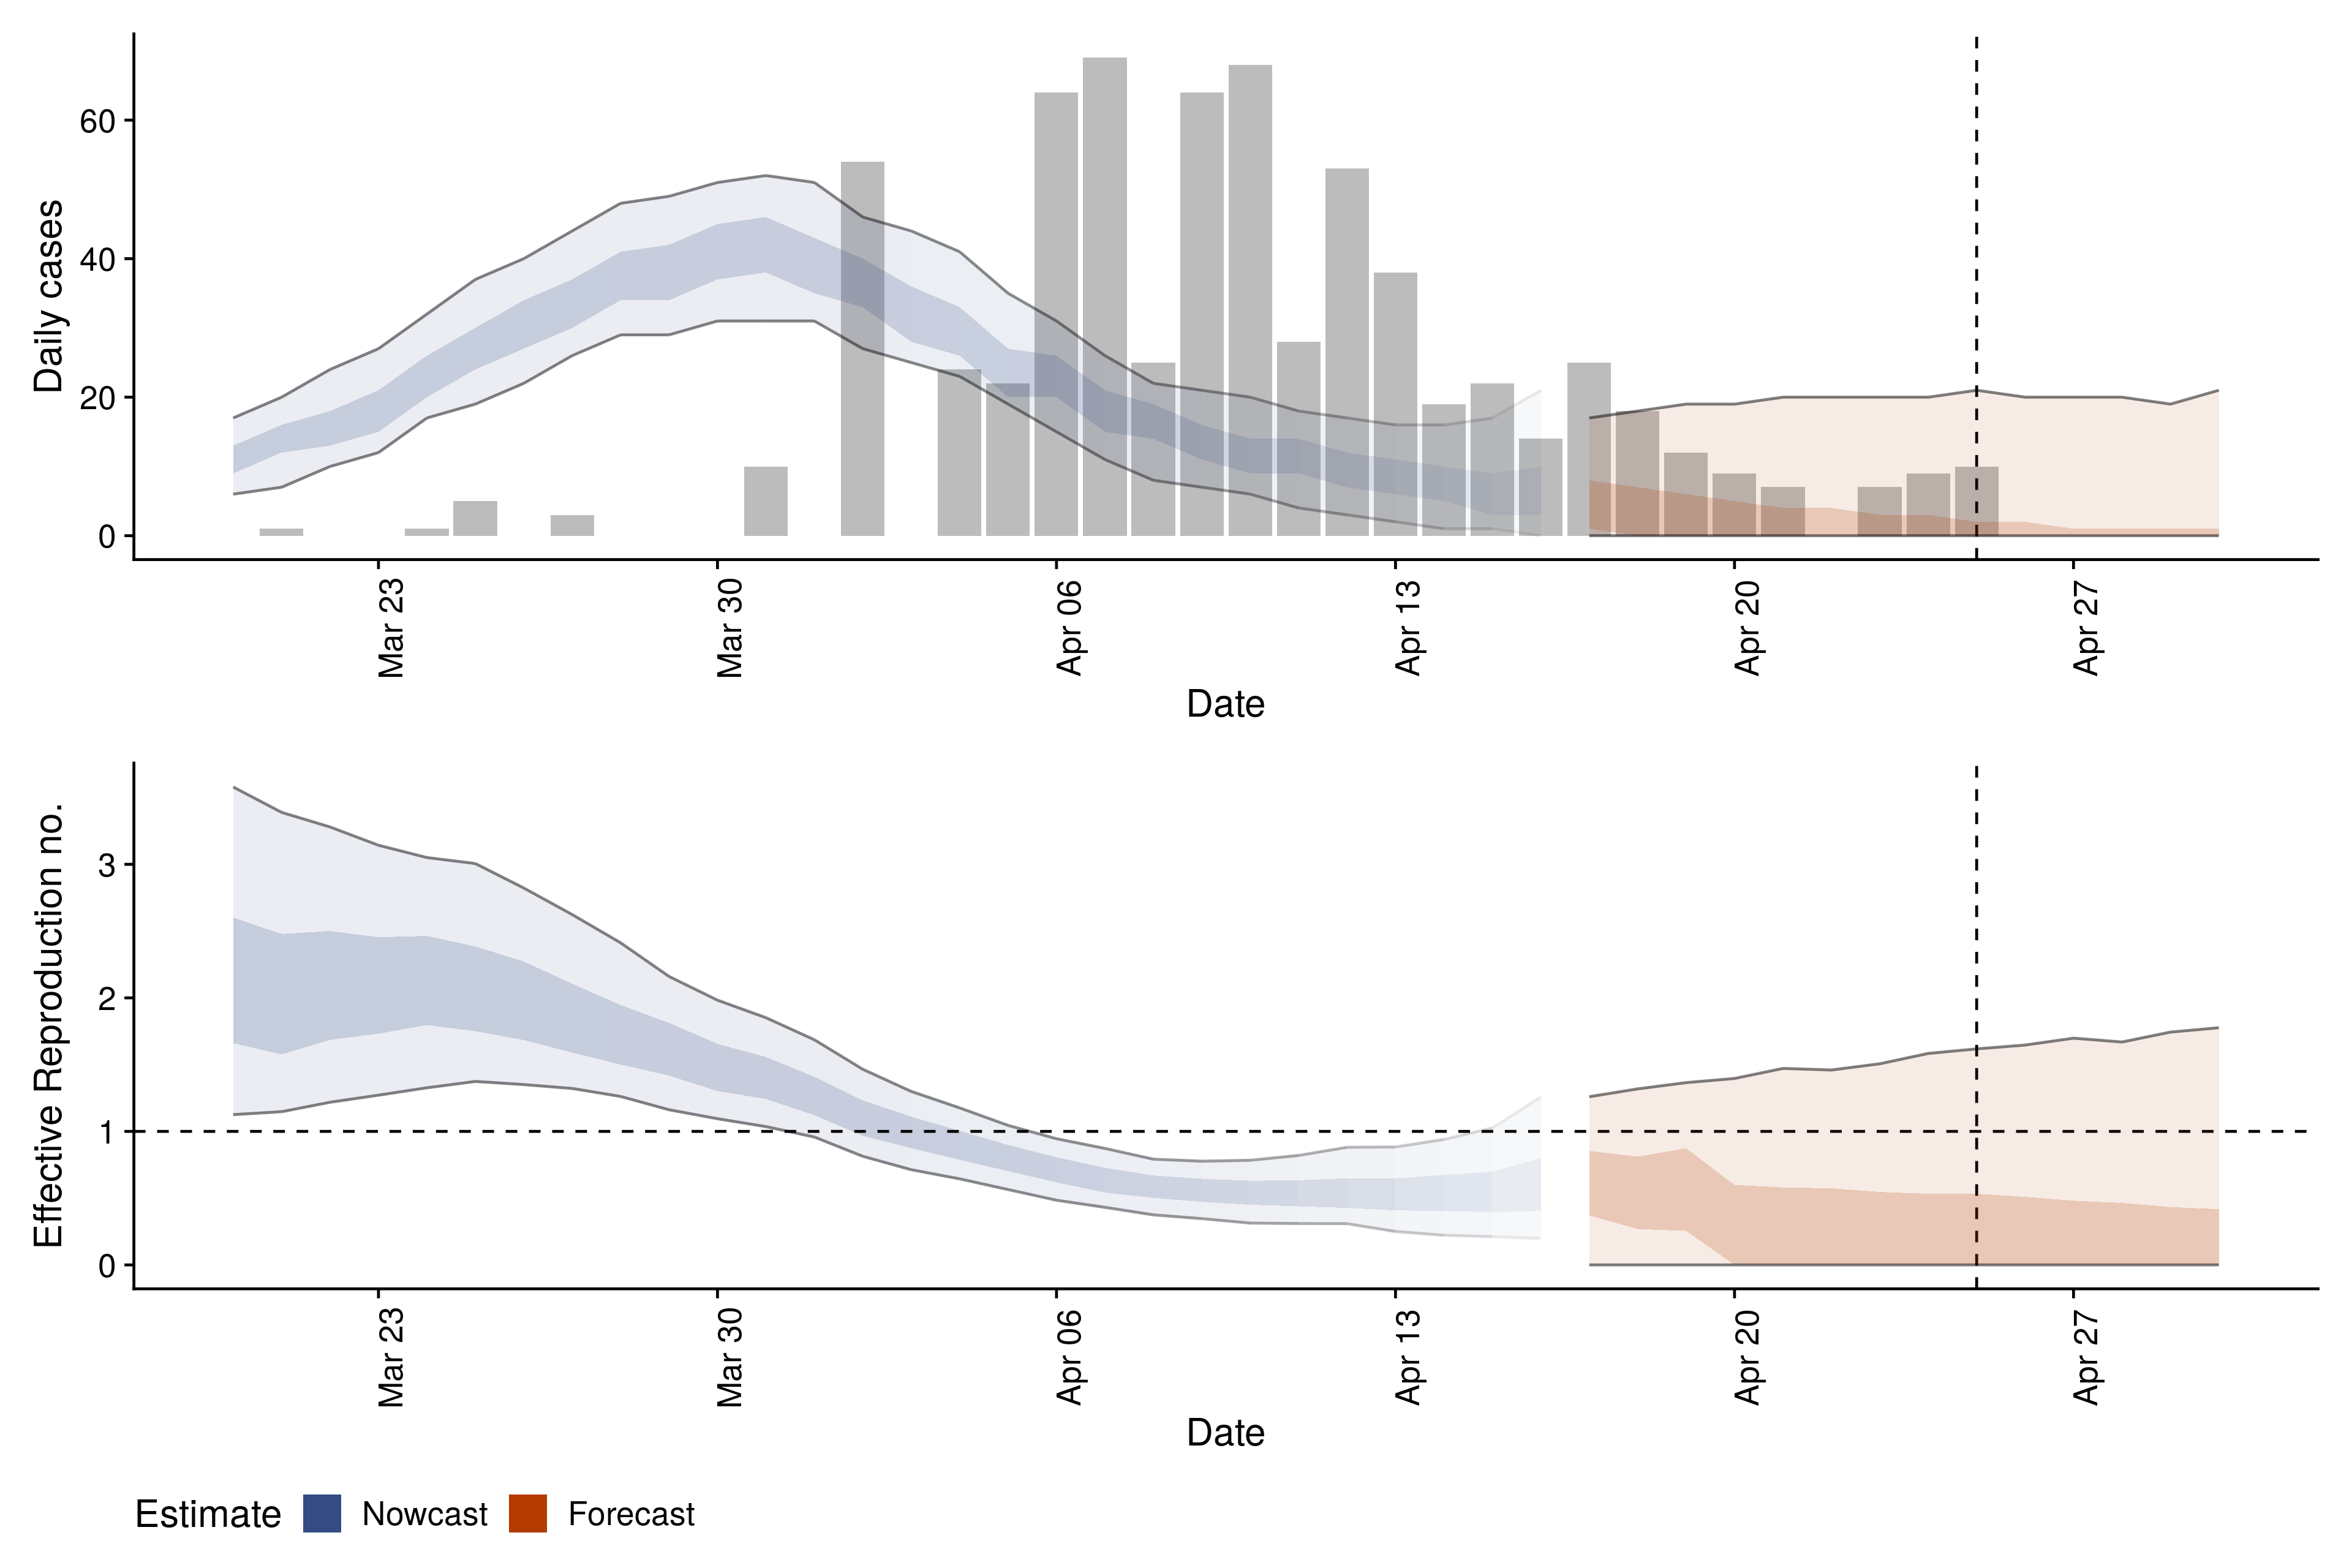 Daily cases
60
40
20
0
Mar 23
Mar 30
Apr 06
Apr 13
Apr 20
Apr 27
Date
Effective Reproduction no.
3
2
1
0
Mar 23
Mar 30
Apr 06
Apr 13
Apr 20
Apr 27
Date
Estimate Nowcast Forecast